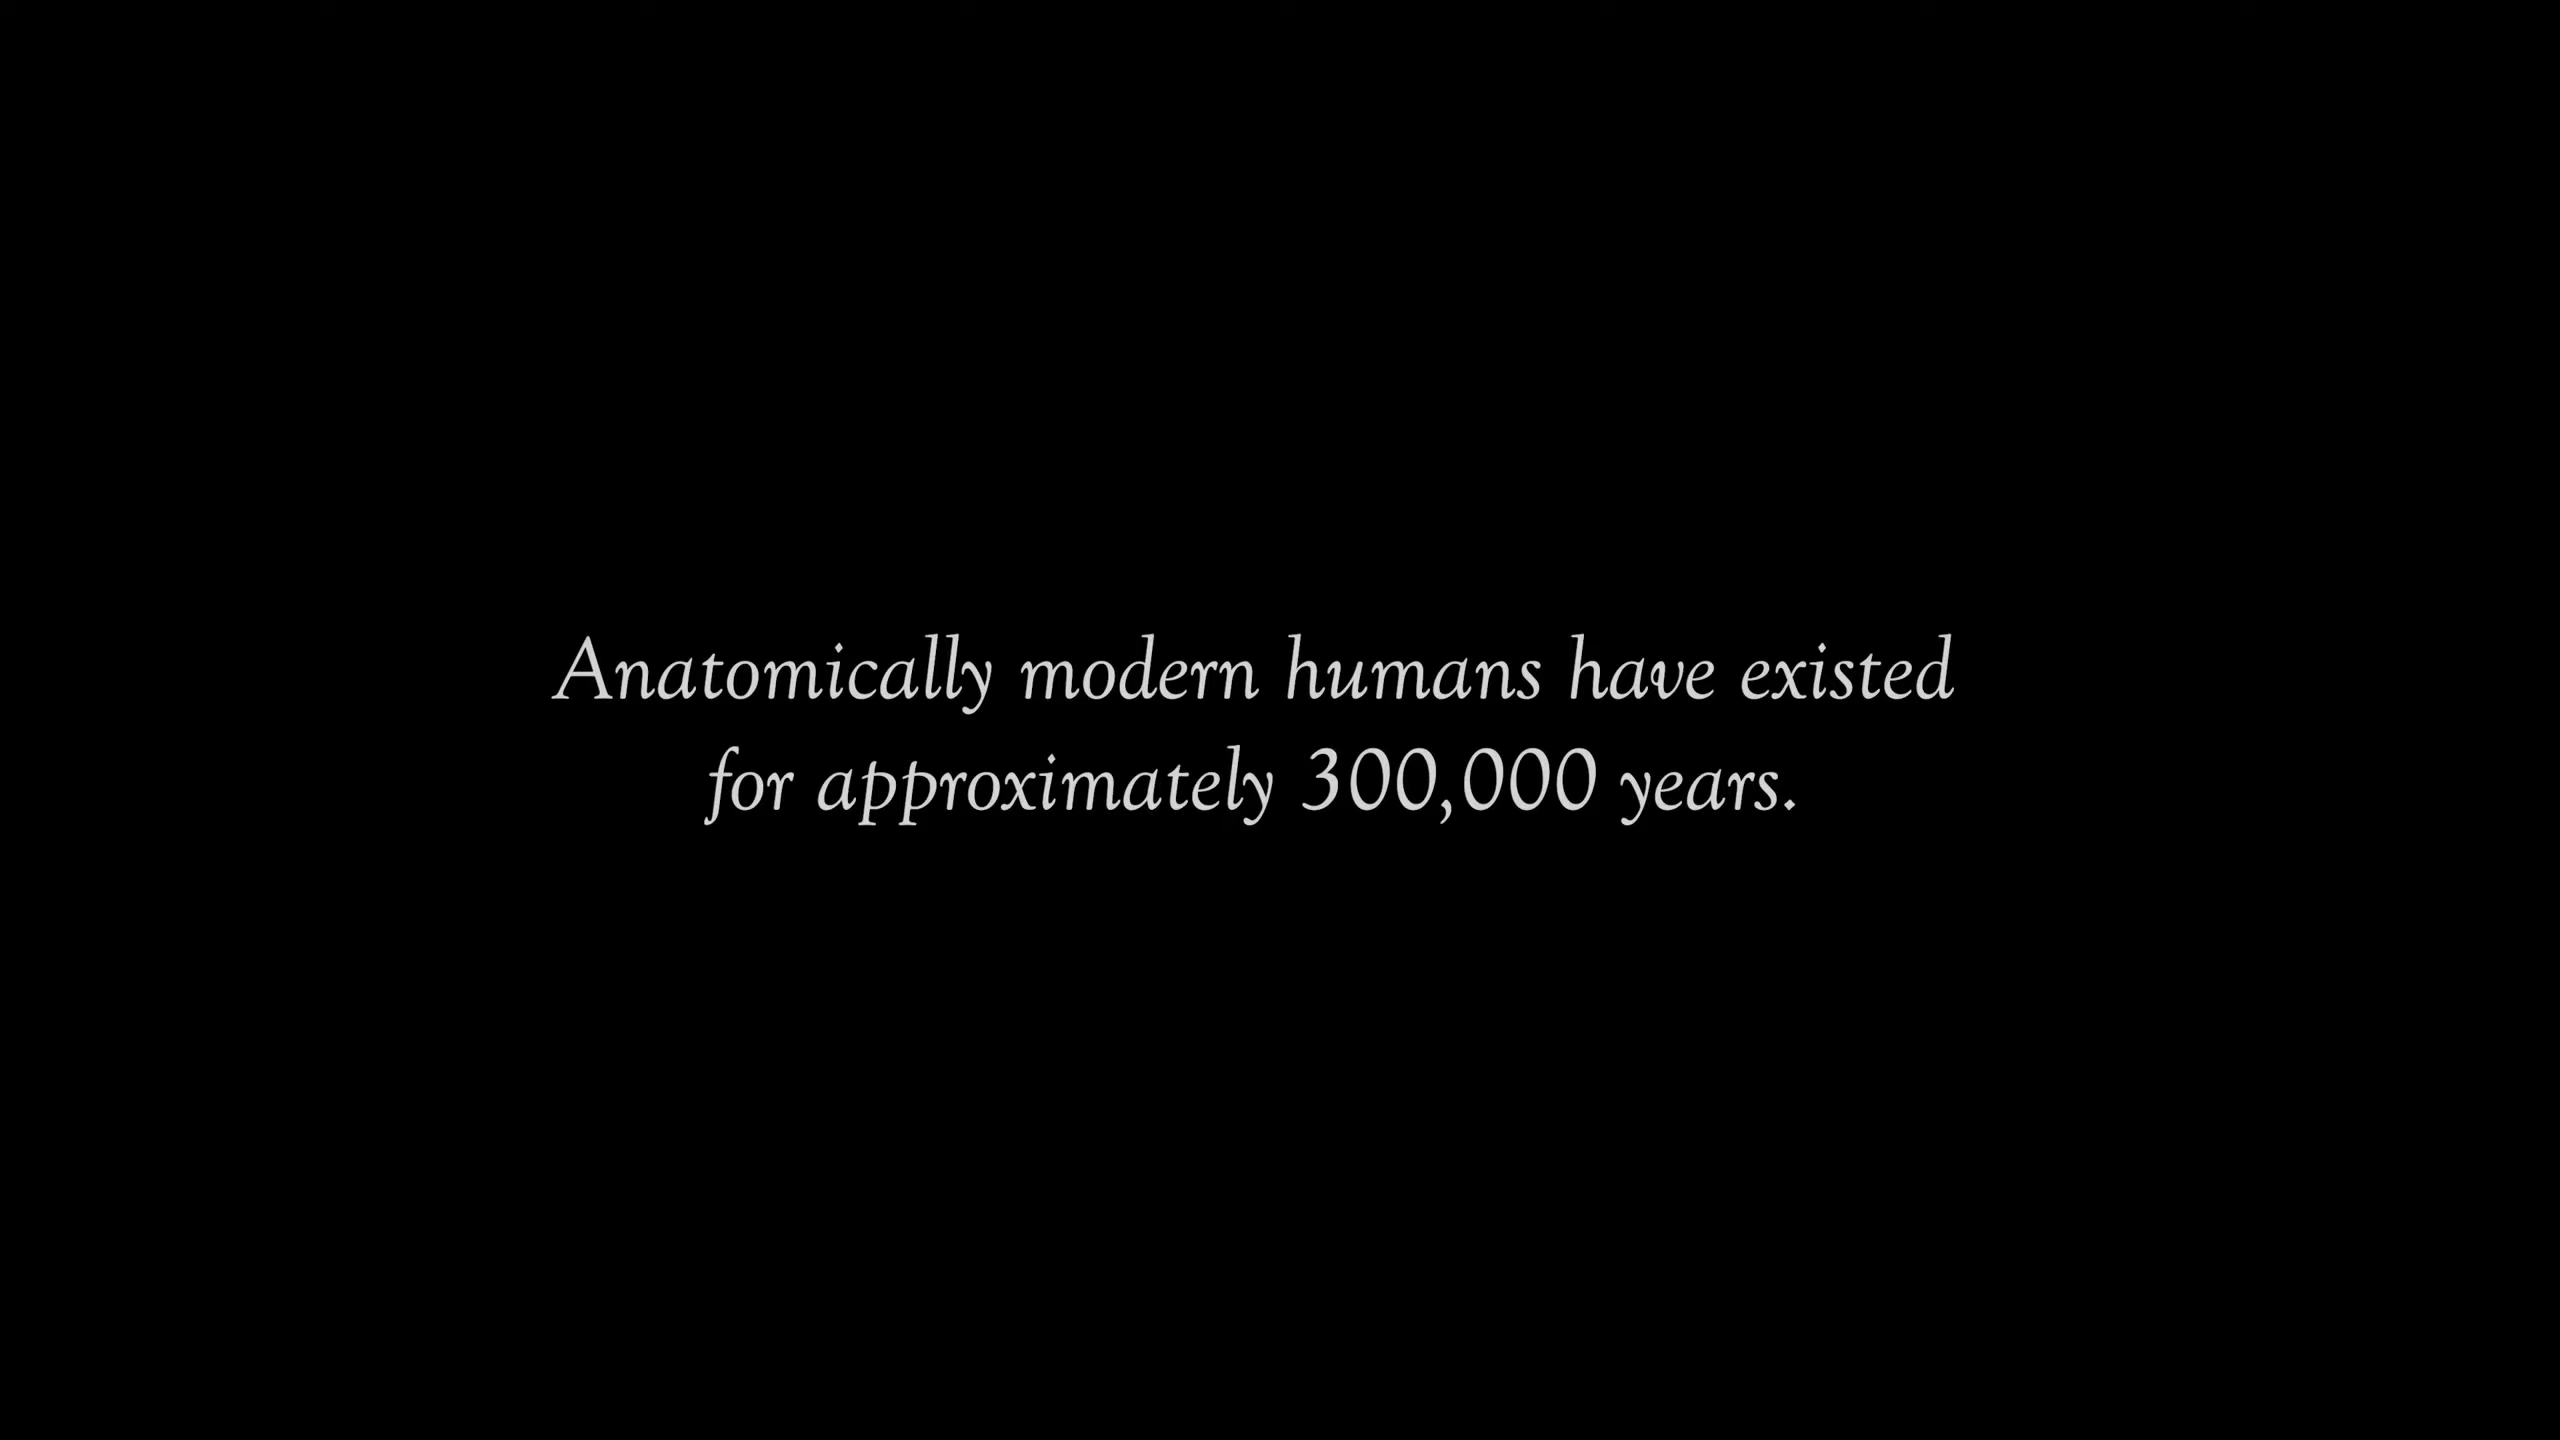 Anatomically modern humans have existed
for approximately 300,000 years.